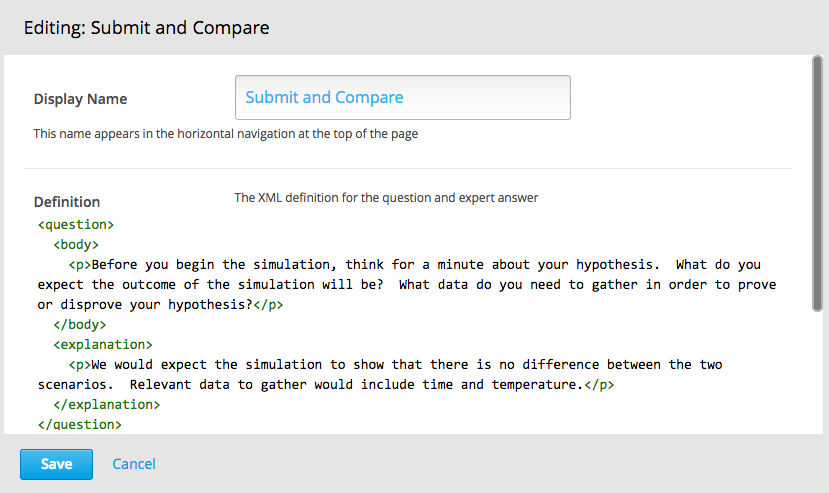 Editing: Submit and Compare
Display Name
Submit and Compare
This name appears in the horizontal navigation at the top of the page
Definition
The XML definition for the question and expert answer
<question>
<body>
<p>Before you begin the simulation, think for a minute about your hypothesis.  What do you
expect the outcome of the simulation will be?  What data do you need to gather in order to prove
or disprove your hypothesis?</p>
</body>
<explanation>
<p>We would expect the simulation to show that there is no difference between the two
scenarios.  Relevant data to gather would include time and temperature.</p>
</explanation>
</question>
Save
Cancel